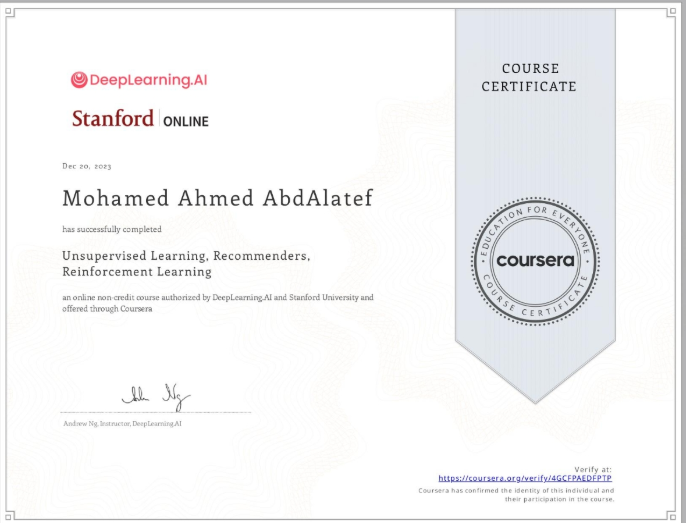 DeepLearning.AI
Stanford ONLINE
Dec 20, 2023
Mohamed Ahmed AbdAlatef
has successfully completed
Unsupervised Learning, Recommenders,
Reinforcement Learning
an online non-credit course authorized by DeepLearning.AI and Stanford University and
offered through Coursera
Andrew Ng, Instructor, DeepLearning.AI
COURSE
CERTIFICATE
EDUCATION FOR EVERYONE
coursera
COURSE CERTIFICATE
Verify at:
https://coursera.org/verify/4GCFPAEDFPTP
Coursera has confirmed the identity of this individual and
their participation in the course.